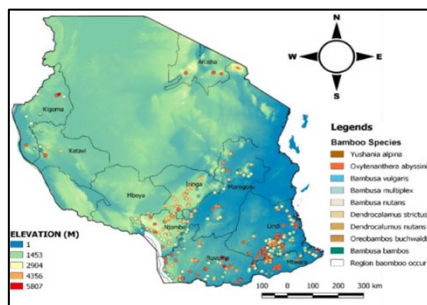 N
W E
S
Arusha
Kigoma
Katavi
Mbeya
Iringa
Morogoro
Njombe
Lindi
Ruvuma
Mtwara
Legends
Bamboo Species
Yushania alpina
Oxytenanthera abyssini
Bambusa vulgaris
Bambusa multiplex
Bambusa nutans
Dendrocalamus strictus
Dendrocalumus nutans
Oreobambos buchwaldi
Bambusa bambos
Region bamboo occur
ELEVATION (M)
1
1453
2904
4356
5807
100 0 100 200 300 km